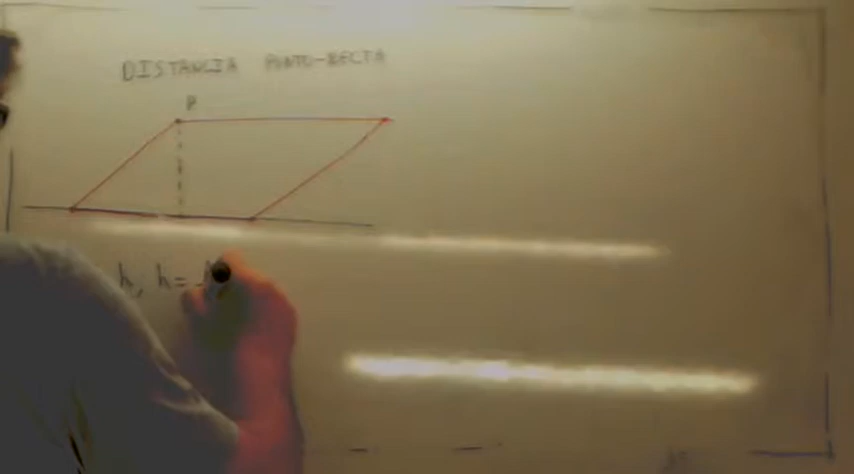 DISTANCIA PUNTO-RECTA
P
h, h=